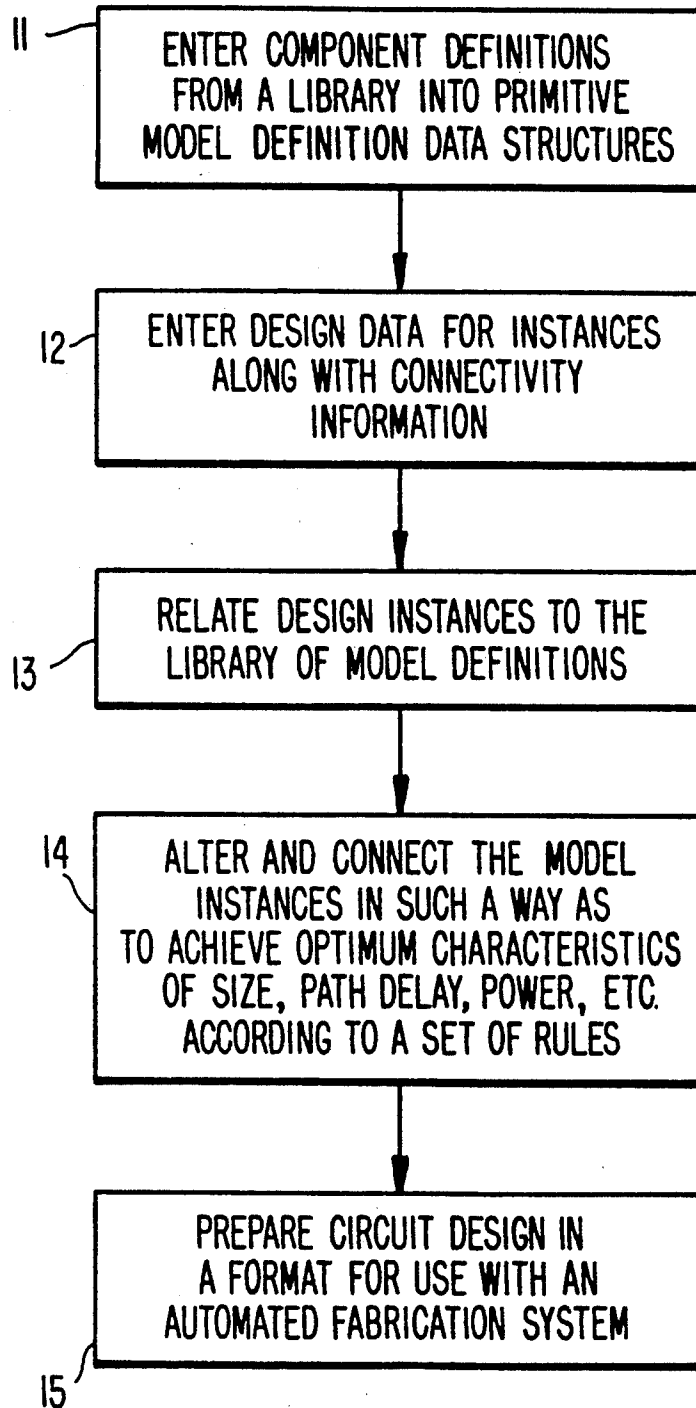 11
ENTER COMPONENT DEFINITIONS
FROM A LIBRARY INTO PRIMITIVE
MODEL DEFINITION DATA STRUCTURES
12
ENTER DESIGN DATA FOR INSTANCES
ALONG WITH CONNECTIVITY
INFORMATION
13
RELATE DESIGN INSTANCES TO THE
LIBRARY OF MODEL DEFINITIONS
14
ALTER AND CONNECT THE MODEL
INSTANCES IN SUCH A WAY AS
TO ACHIEVE OPTIMUM CHARACTERISTICS
OF SIZE, PATH DELAY, POWER, ETC.
ACCORDING TO A SET OF RULES
PREPARE CIRCUIT DESIGN IN
A FORMAT FOR USE WITH AN
AUTOMATED FABRICATION SYSTEM
15